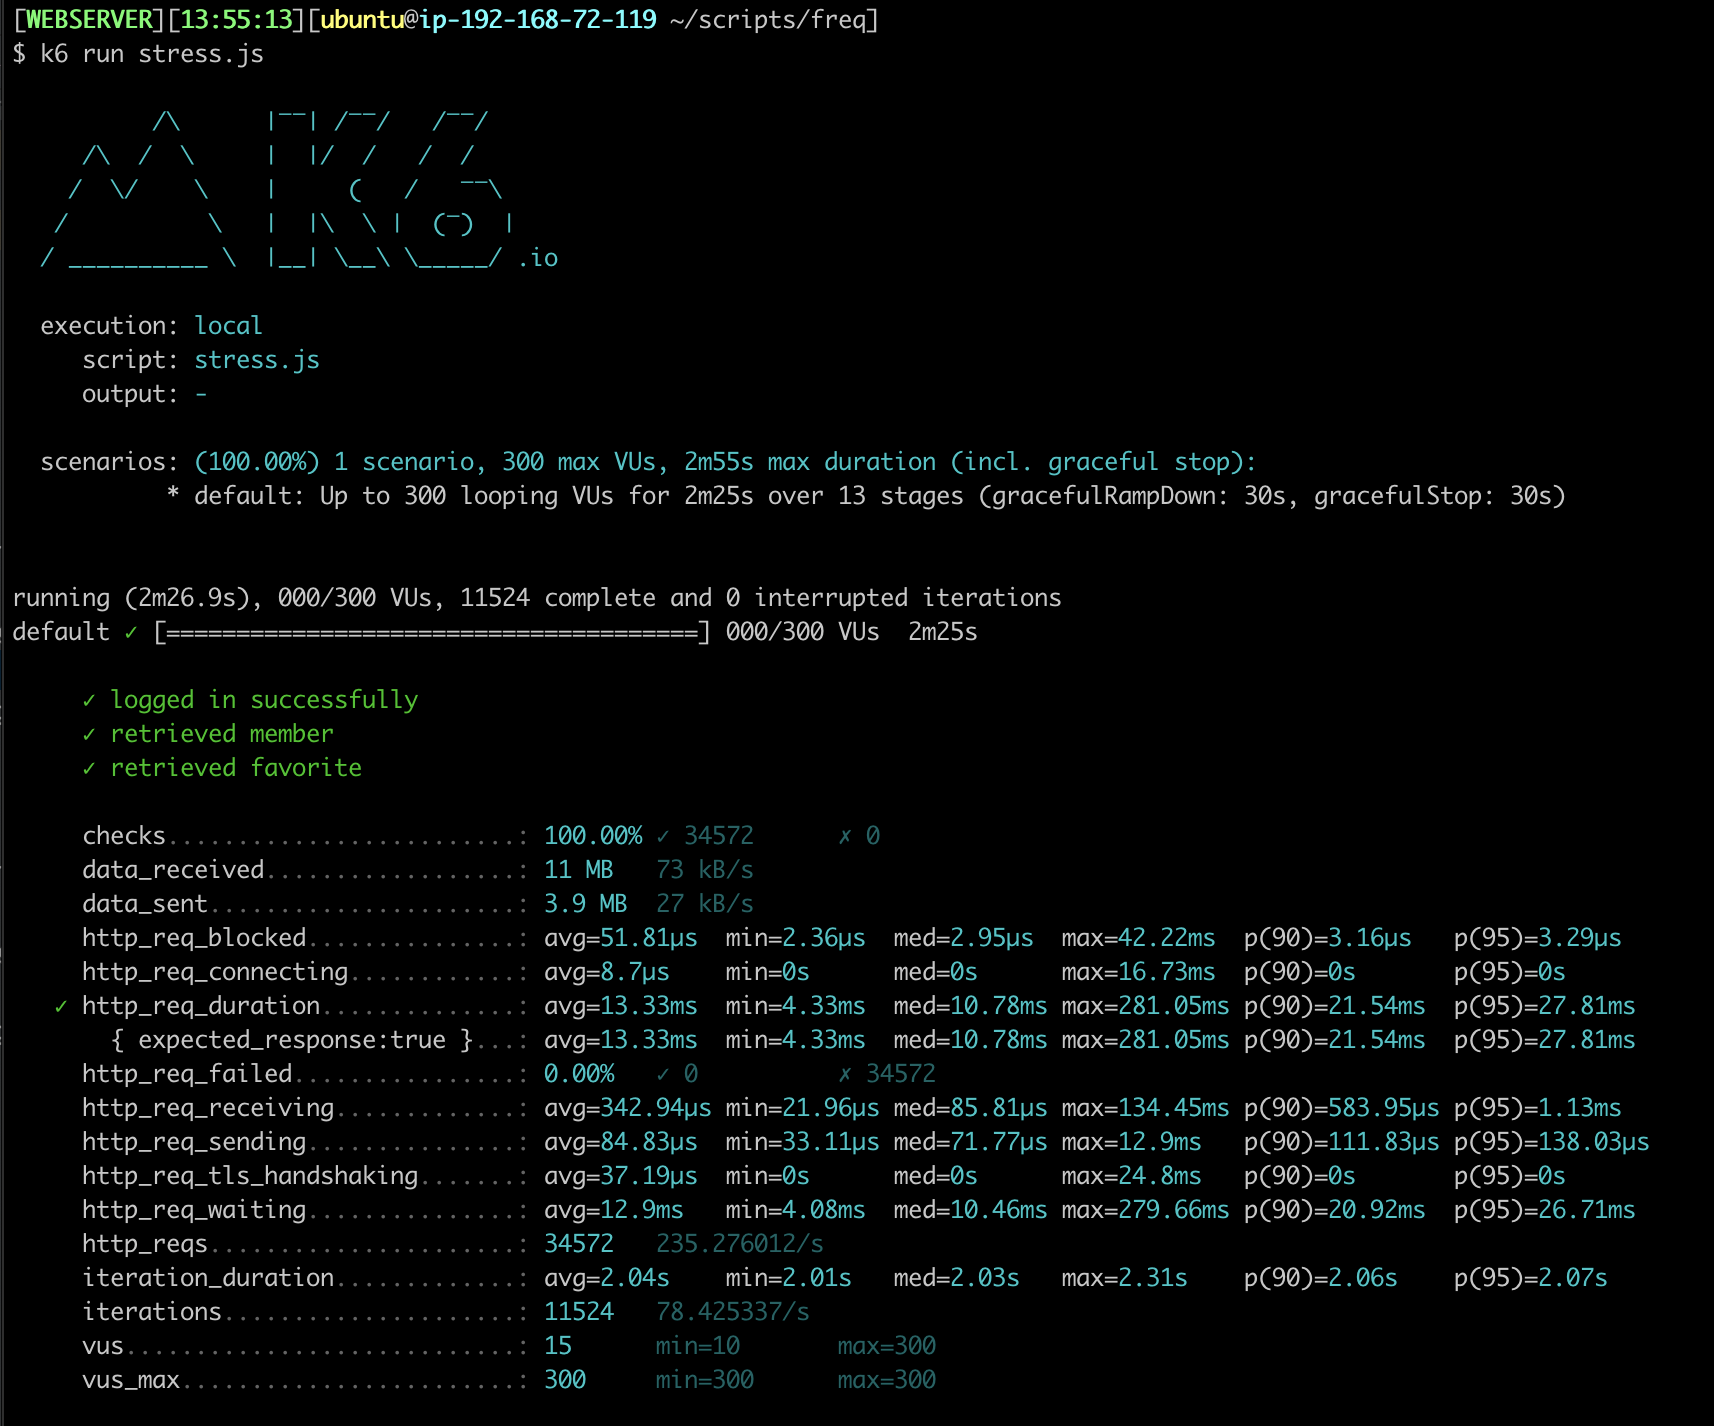 [WEBSERVER][13:55:13][ubuntu@ip-192-168-72-119 ~/scripts/freq]
$ k6 run stress.js

          /\      |‾‾| /‾‾/   /‾‾/
     /\  /  \     |  |/  /   /  /
    /  \/    \    |     (   /   ‾‾\
   /          \   |  |\  \ |  (‾)  |
  / __________ \  |__| \__\ \_____/ .io

  execution: local
     script: stress.js
     output: -

  scenarios: (100.00%) 1 scenario, 300 max VUs, 2m55s max duration (incl. graceful stop):
           * default: Up to 300 looping VUs for 2m25s over 13 stages (gracefulRampDown: 30s, gracefulStop: 30s)

running (2m26.9s), 000/300 VUs, 11524 complete and 0 interrupted iterations
default ✓ [======================================] 000/300 VUs  2m25s

     ✓ logged in successfully
     ✓ retrieved member
     ✓ retrieved favorite

     checks.........................: 100.00% ✓ 34572      ✗ 0
     data_received..................: 11 MB   73 kB/s
     data_sent......................: 3.9 MB  27 kB/s
     http_req_blocked...............: avg=51.81µs  min=2.36µs  med=2.95µs  max=42.22ms  p(90)=3.16µs   p(95)=3.29µs
     http_req_connecting............: avg=8.7µs    min=0s      med=0s      max=16.73ms  p(90)=0s       p(95)=0s
   ✓ http_req_duration..............: avg=13.33ms  min=4.33ms  med=10.78ms max=281.05ms p(90)=21.54ms  p(95)=27.81ms
       { expected_response:true }...: avg=13.33ms  min=4.33ms  med=10.78ms max=281.05ms p(90)=21.54ms  p(95)=27.81ms
     http_req_failed................: 0.00%   ✓ 0          ✗ 34572
     http_req_receiving.............: avg=342.94µs min=21.96µs med=85.81µs max=134.45ms p(90)=583.95µs p(95)=1.13ms
     http_req_sending...............: avg=84.83µs  min=33.11µs med=71.77µs max=12.9ms   p(90)=111.83µs p(95)=138.03µs
     http_req_tls_handshaking.......: avg=37.19µs  min=0s      med=0s      max=24.8ms   p(90)=0s       p(95)=0s
     http_req_waiting...............: avg=12.9ms   min=4.08ms  med=10.46ms max=279.66ms p(90)=20.92ms  p(95)=26.71ms
     http_reqs......................: 34572   235.276012/s
     iteration_duration.............: avg=2.04s    min=2.01s   med=2.03s   max=2.31s    p(90)=2.06s    p(95)=2.07s
     iterations.....................: 11524   78.425337/s
     vus............................: 15      min=10       max=300
     vus_max........................: 300     min=300      max=300